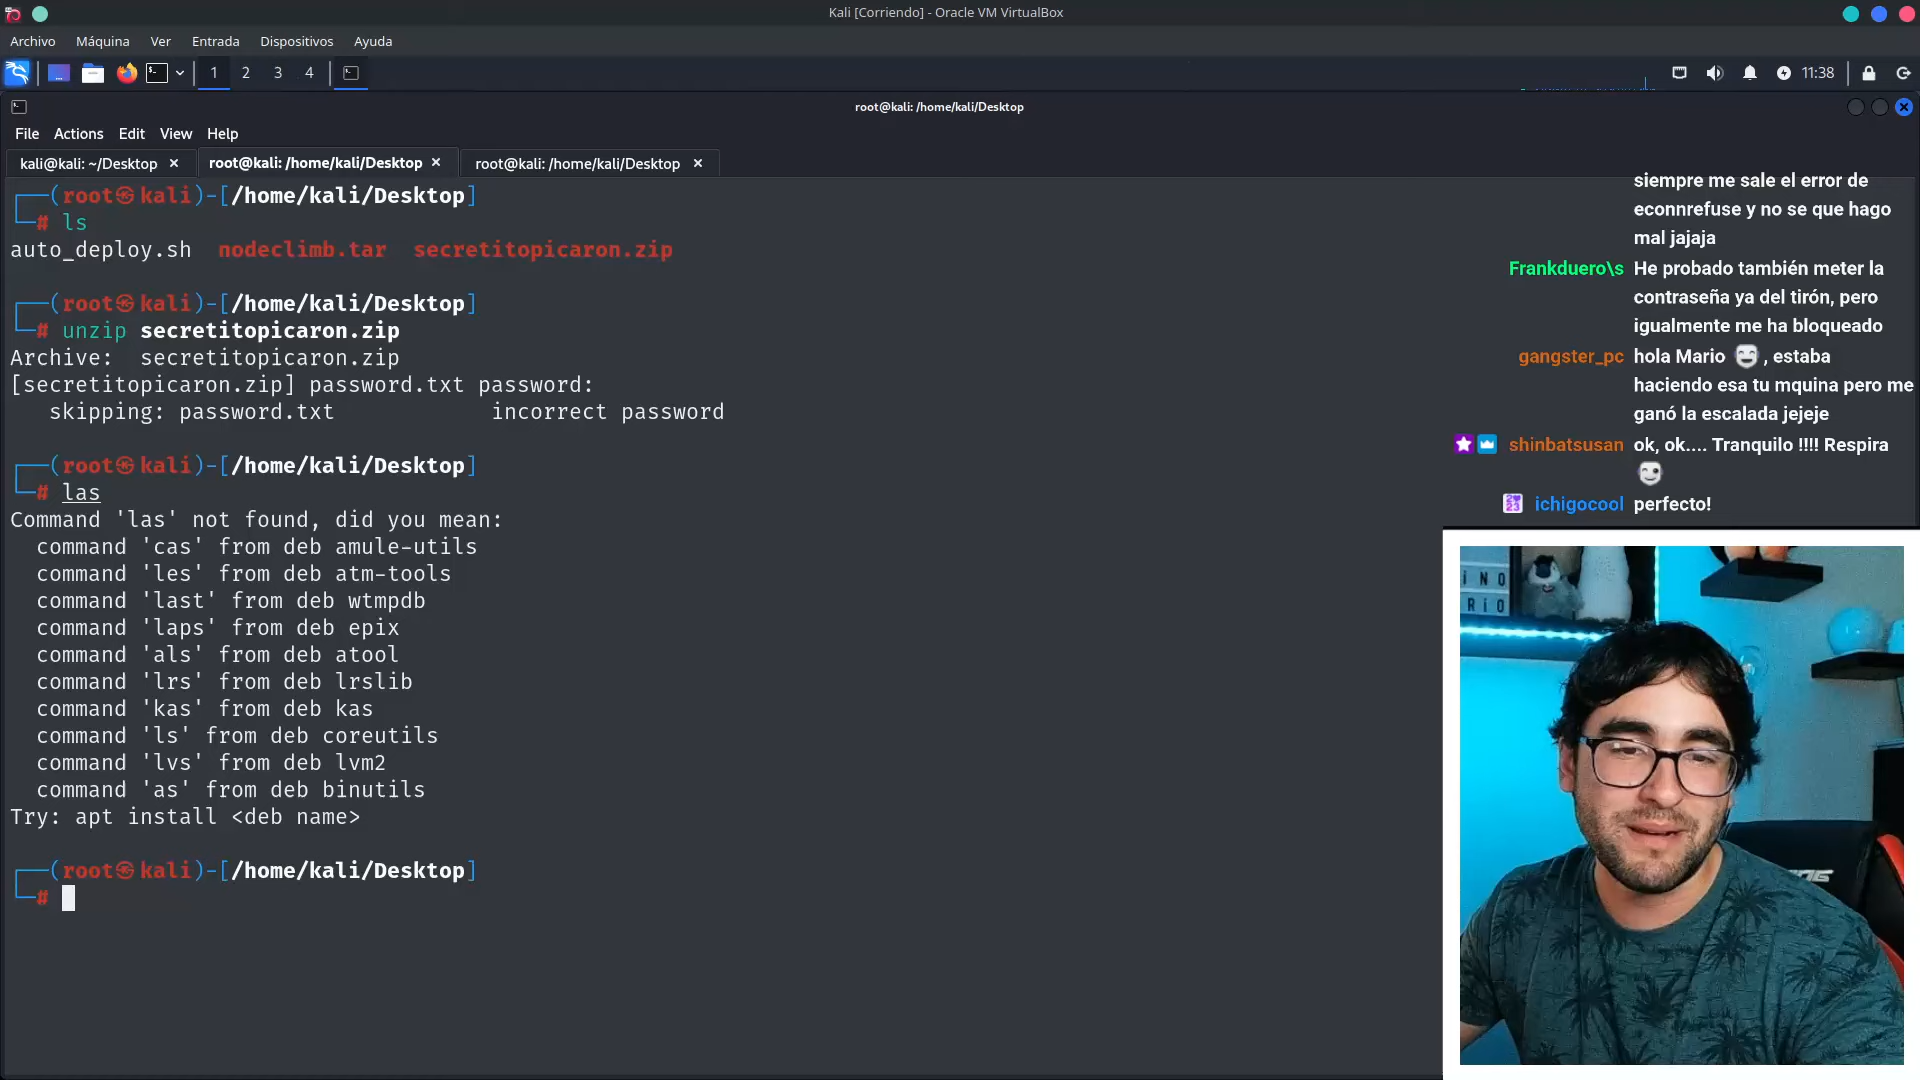 Kali [Corriendo] - Oracle VM VirtualBox
Archivo Máquina Ver Entrada Dispositivos Ayuda
1 2 3 4
11:38
root@kali: /home/kali/Desktop
File Actions Edit View Help
kali@kali: ~/Desktop × root@kali: /home/kali/Desktop × root@kali: /home/kali/Desktop ×
┌──(root㉿kali)-[/home/kali/Desktop]
└─# ls
auto_deploy.sh nodeclimb.tar secretitopicaron.zip
┌──(root㉿kali)-[/home/kali/Desktop]
└─# unzip secretitopicaron.zip
Archive:  secretitopicaron.zip
[secretitopicaron.zip] password.txt password:
   skipping: password.txt            incorrect password
┌──(root㉿kali)-[/home/kali/Desktop]
└─# las
Command 'las' not found, did you mean:
  command 'cas' from deb amule-utils
  command 'les' from deb atm-tools
  command 'last' from deb wtmpdb
  command 'laps' from deb epix
  command 'als' from deb atool
  command 'lrs' from deb lrslib
  command 'kas' from deb kas
  command 'ls' from deb coreutils
  command 'lvs' from deb lvm2
  command 'as' from deb binutils
Try: apt install <deb name>
┌──(root㉿kali)-[/home/kali/Desktop]
└─#
siempre me sale el error de
econnrefuse y no se que hago
mal jajaja
Frankduero\s He probado también meter la
contraseña ya del tirón, pero
igualmente me ha bloqueado
gangster_pc hola Mario , estaba
haciendo esa tu mquina pero me
ganó la escalada jejeje
shinbatsusan ok, ok.... Tranquilo !!!! Respira
ichigocool perfecto!
INO
RIO